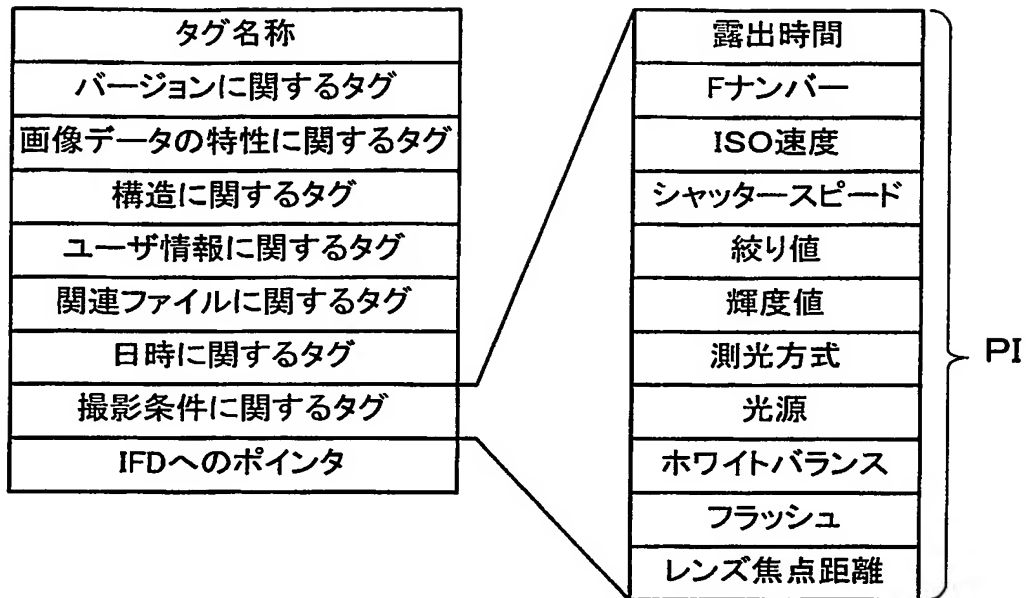 タグ名称
バージョンに関するタグ
画像データの特性に関するタグ
構造に関するタグ
ユーザ情報に関するタグ
関連ファイルに関するタグ
日時に関するタグ
撮影条件に関するタグ
IFDへのポインタ
露出時間
Fナンバー
ISO速度
シャッタースピード
絞り値
輝度値
測光方式
光源
ホワイトバランス
フラッシュ
レンズ焦点距離
PI